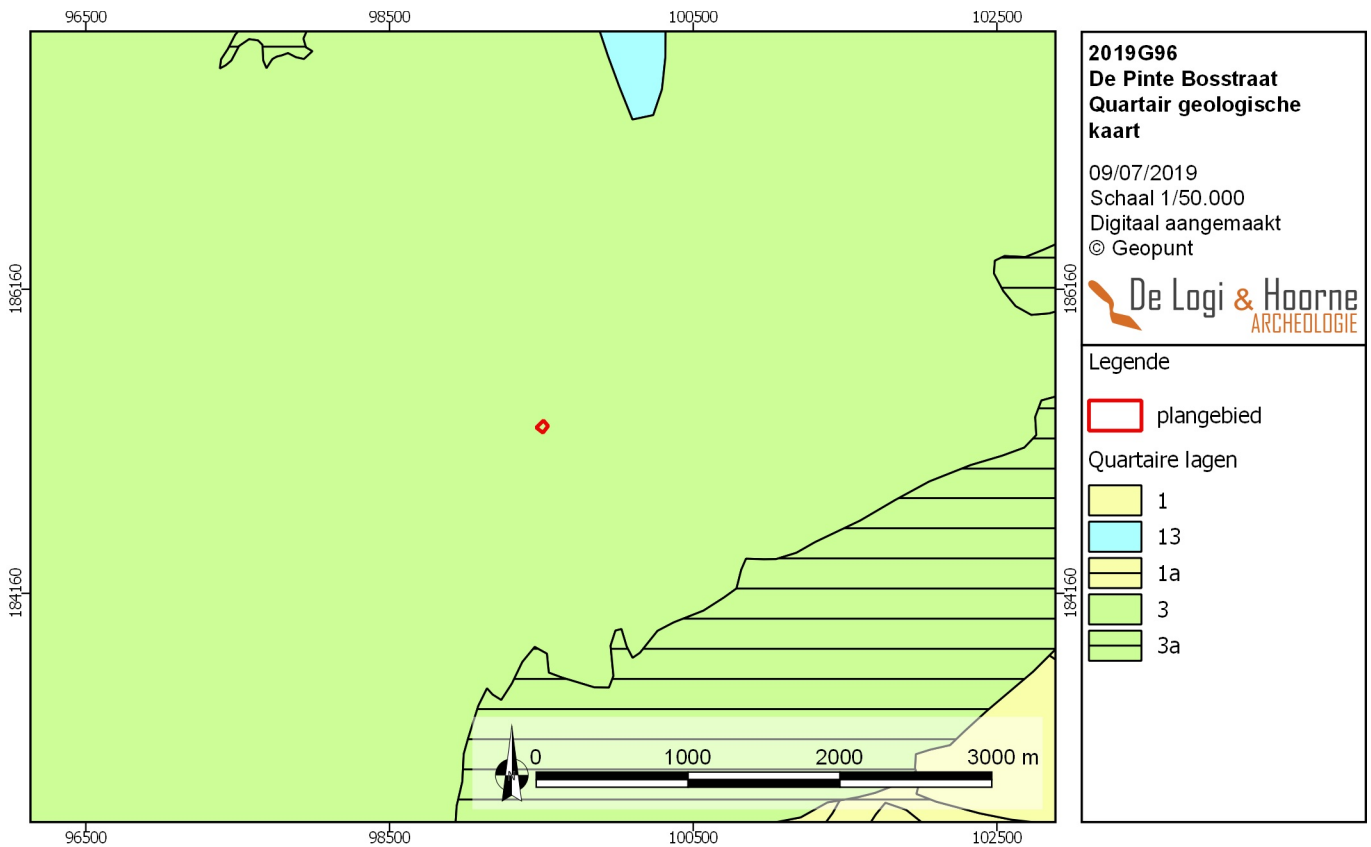 96500 98500 100500 102500
186160 186160
184160 184160
0 1000 2000 3000 m
N
96500 98500 100500 102500
2019G96
De Pinte Bosstraat
Quartair geologische
kaart
09/07/2019
Schaal 1/50.000
Digitaal aangemaakt
© Geopunt
De Logi & Hoorne
ARCHEOLOGIE
Legende
plangebied
Quartaire lagen
1
13
1a
3
3a